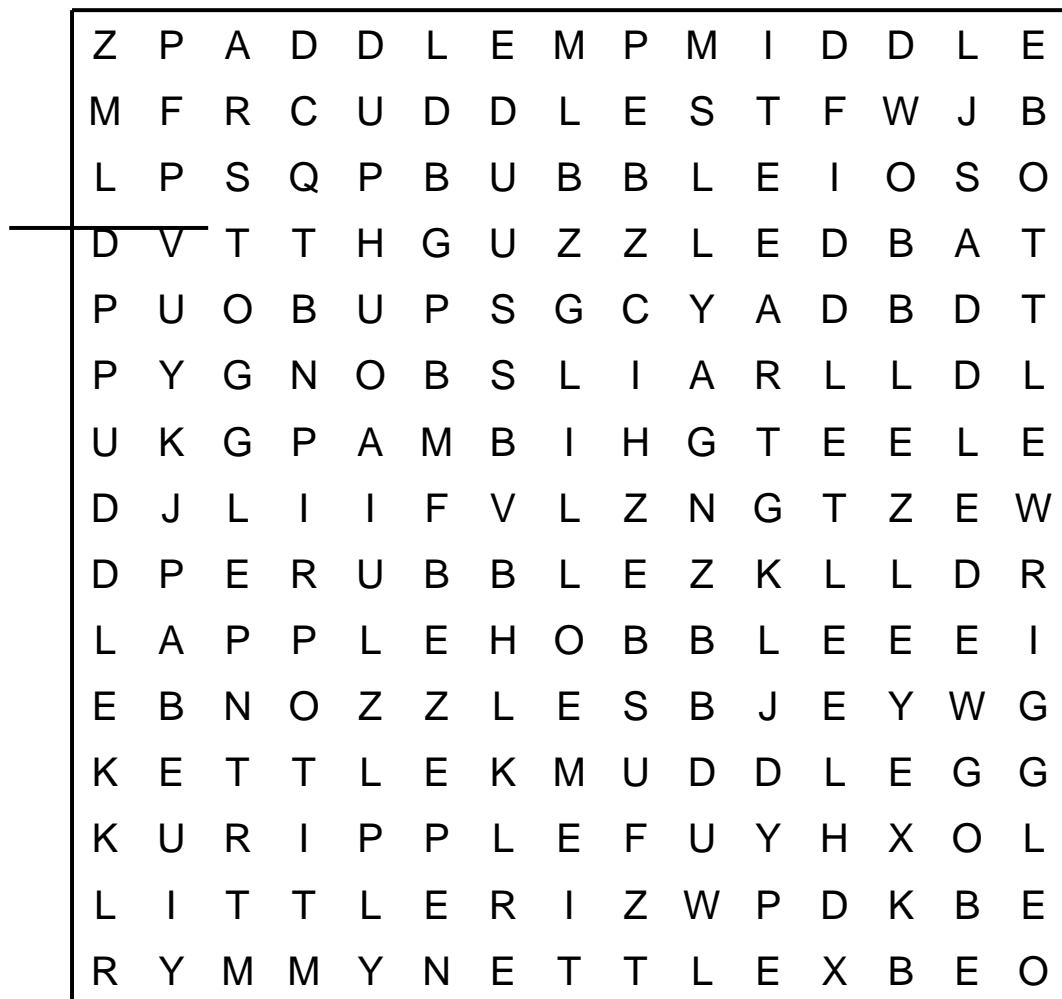 Z P A D D L E M P M I D D L E
M F R C U D D L E S T F W J B
L P S Q P B U B B L E I O S O
D V T T H G U Z Z L E D B A T
P U O B U P S G C Y A D B D T
P Y G N O B S L I A R L L D L
U K G P A M B I H G T E E L E
D J L I I F V L Z N G T Z E W
D P E R U B B L E Z K L L D R
L A P P L E H O B B L E E E I
E B N O Z Z L E S B J E Y W G
K E T T L E K M U D D L E G G
K U R I P P L E F U Y H X O L
L I T T L E R I Z W P D K B E
R Y M M Y N E T T L E X B E O